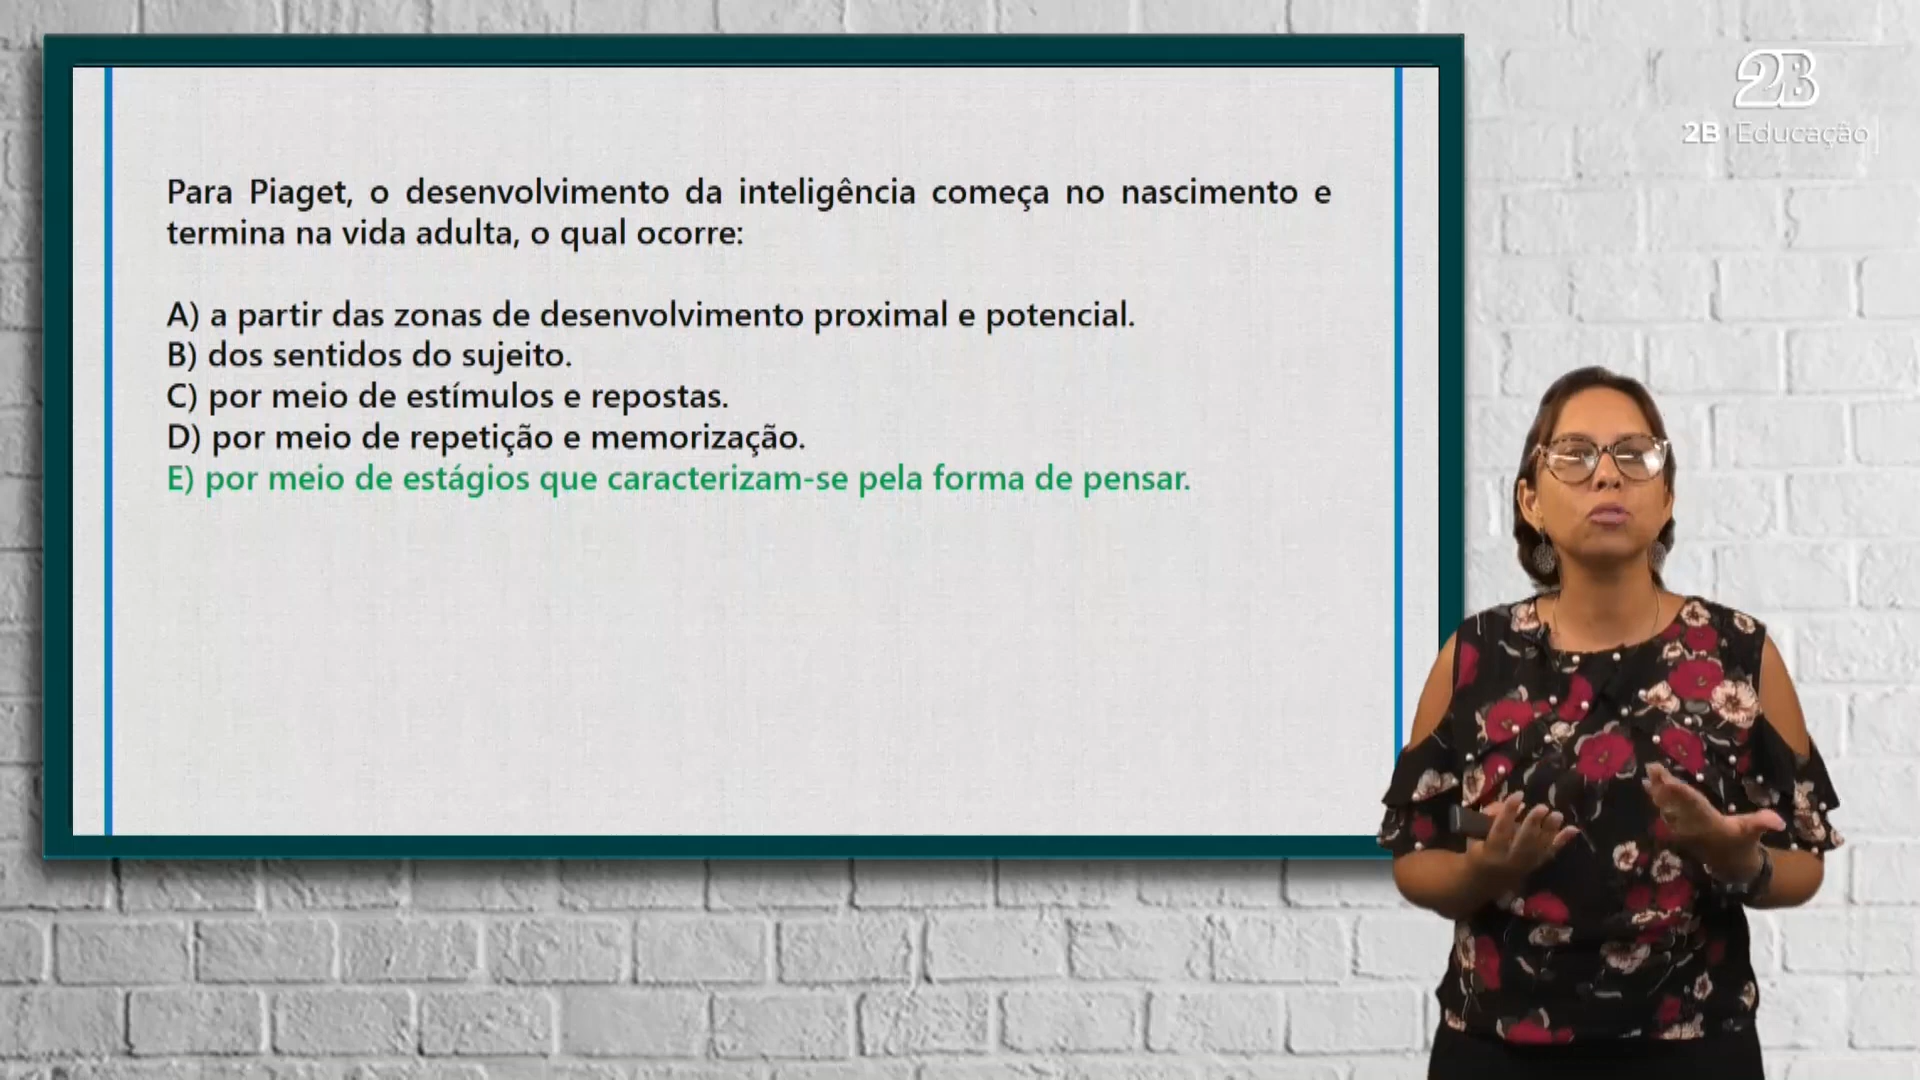 2B
2B Educação
Para Piaget, o desenvolvimento da inteligência começa no nascimento e
termina na vida adulta, o qual ocorre:
A) a partir das zonas de desenvolvimento proximal e potencial.
B) dos sentidos do sujeito.
C) por meio de estímulos e repostas.
D) por meio de repetição e memorização.
E) por meio de estágios que caracterizam-se pela forma de pensar.